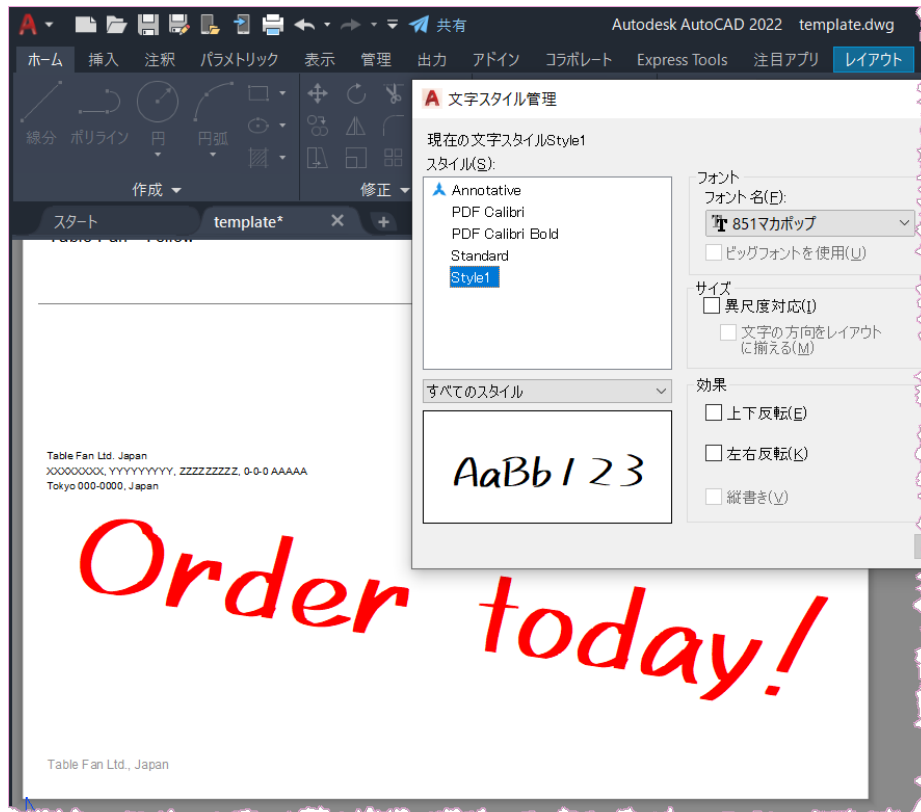 共有 Autodesk AutoCAD 2022 template.dwg
ホーム 挿入 注釈 パラメトリック 表示 管理 出力 アドイン コラボレート Express Tools 注目アプリ レイアウト
線分 ポリライン 円 円弧
作成 修正
スタート template*
文字スタイル管理
現在の文字スタイルStyle1
スタイル(S):
Annotative
PDF Calibri
PDF Calibri Bold
Standard
Style1
すべてのスタイル
AaBb123
フォント
フォント名(F):
851マカポップ
ビッグフォントを使用(U)
サイズ
異尺度対応(I)
文字の方向をレイアウト
に揃える(M)
効果
上下反転(E)
左右反転(K)
縦書き(V)
Table Fan Ltd. Japan
XXXXXXXX, YYYYYYYYY, ZZZZZZZZZ, 0-0-0 AAAAA
Tokyo 000-0000, Japan
Order today!
Table Fan Ltd., Japan